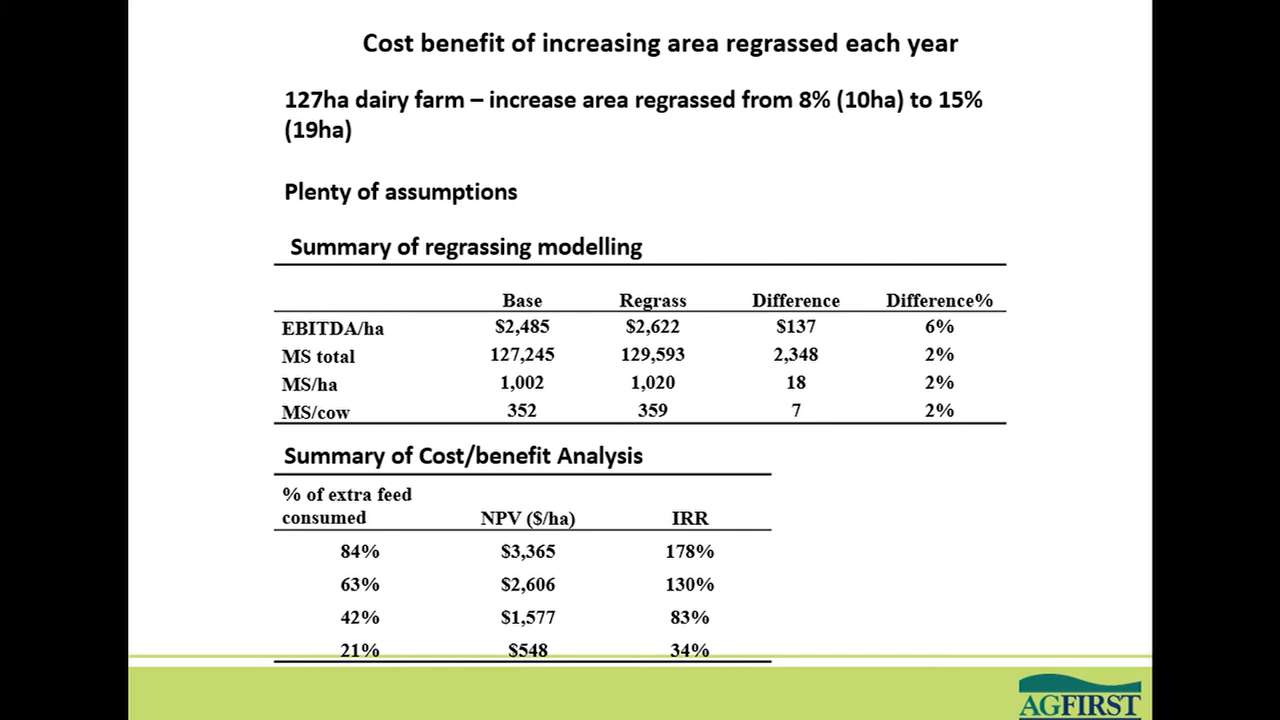 Cost benefit of increasing area regrassed each year
127ha dairy farm – increase area regrassed from 8% (10ha) to 15%
(19ha)
Plenty of assumptions
Summary of regrassing modelling
Base Regrass Difference Difference%
EBITDA/ha $2,485 $2,622 $137 6%
MS total 127,245 129,593 2,348 2%
MS/ha 1,002 1,020 18 2%
MS/cow 352 359 7 2%
Summary of Cost/benefit Analysis
% of extra feed
consumed NPV ($/ha) IRR
84% $3,365 178%
63% $2,606 130%
42% $1,577 83%
21% $548 34%
AGFIRST